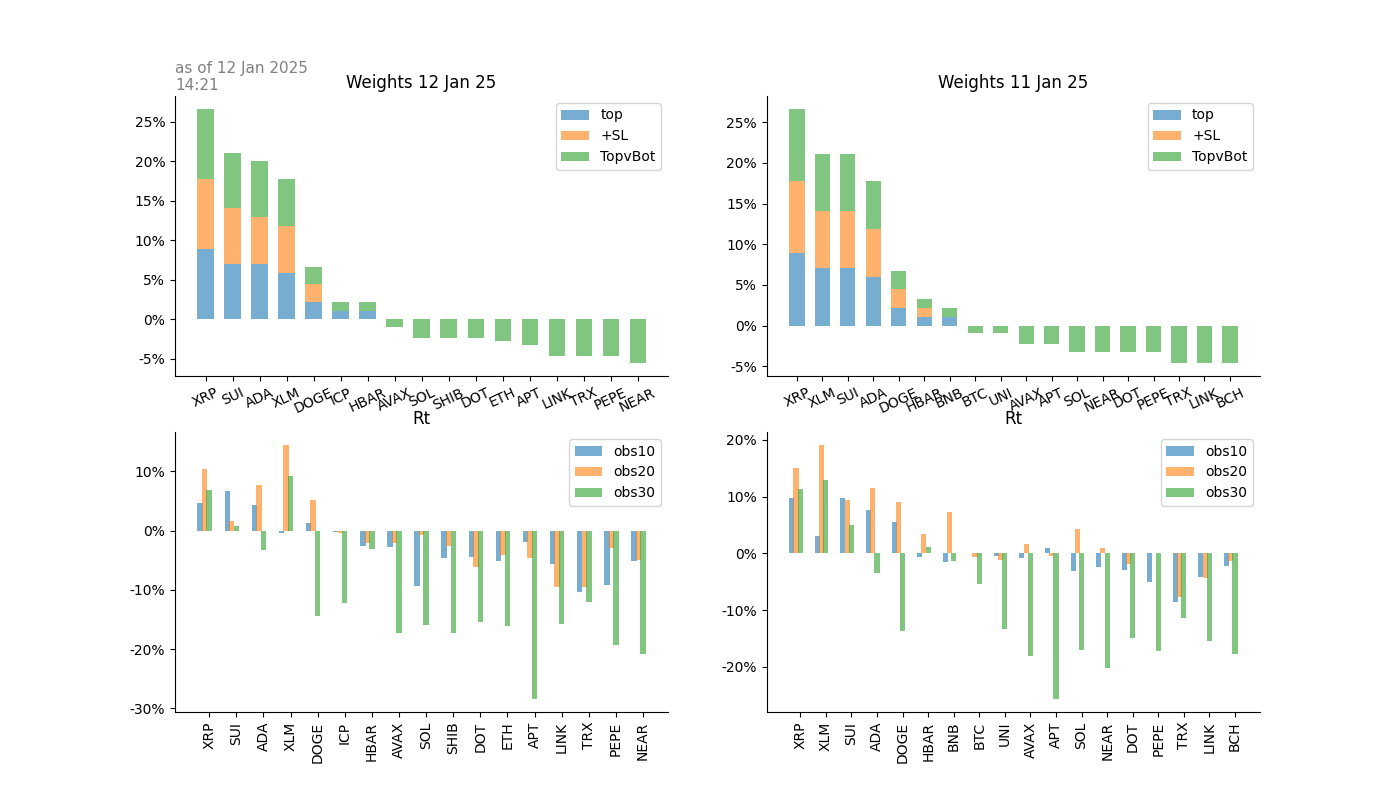 as of 12 Jan 2025
14:21
Weights 12 Jan 25
25%
20%
15%
10%
5%
0%
-5%
top
+SL
TopvBot
XRP SUI ADA XLM DOGE ICP HBAR AVAX SOL SHIB DOT ETH APT LINK TRX PEPE NEAR
Weights 11 Jan 25
25%
20%
15%
10%
5%
0%
-5%
top
+SL
TopvBot
XRP XLM SUI ADA DOGE HBAR BNB BTC UNI AVAX APT SOL NEAR DOT PEPE TRX LINK BCH
Rt
10%
0%
-10%
-20%
-30%
obs10
obs20
obs30
XRP SUI ADA XLM DOGE ICP HBAR AVAX SOL SHIB DOT ETH APT LINK TRX PEPE NEAR
Rt
20%
10%
0%
-10%
-20%
obs10
obs20
obs30
XRP XLM SUI ADA DOGE HBAR BNB BTC UNI AVAX APT SOL NEAR DOT PEPE TRX LINK BCH